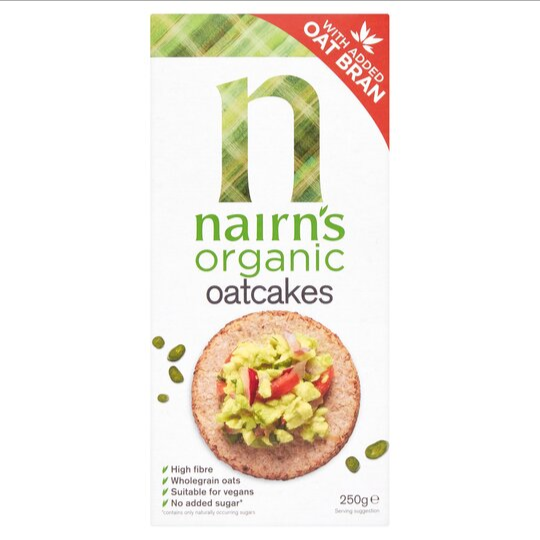 WITH ADDED
OAT BRAN
n
nairn's
organic
oatcakes
High fibre
Wholegrain oats
Suitable for vegans
No added sugar*
*contains only naturally occurring sugars
250g e
Serving suggestion